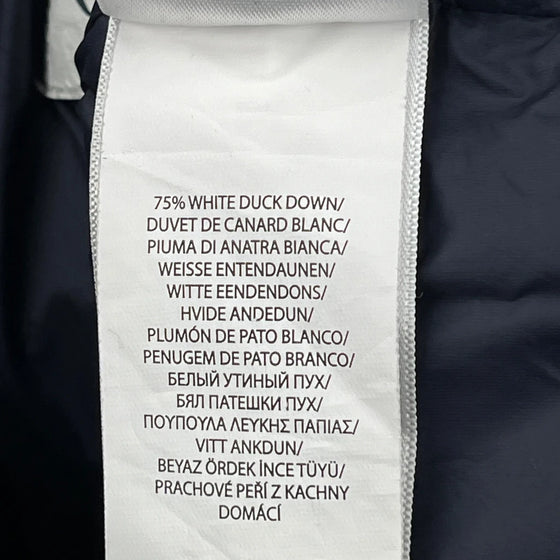 75% WHITE DUCK DOWN/
DUVET DE CANARD BLANC/
PIUMA DI ANATRA BIANCA/
WEISSE ENTENDAUNEN/
WITTE EENDENDONS/
HVIDE ANDEDUN/
PLUMÓN DE PATO BLANCO/
PENUGEM DE PATO BRANCO/
БЕЛЫЙ УТИНЫЙ ПУХ/
БЯЛ ПАТЕШКИ ПУХ/
ΠΟΥΠΟΥΛΑ ΛΕΥΚΗΣ ΠΑΠΙΑΣ/
VITT ANKDUN/
BEYAZ ÖRDEK İNCE TÜYÜ/
PRACHOVÉ PEŘÍ Z KACHNY
DOMÁCÍ